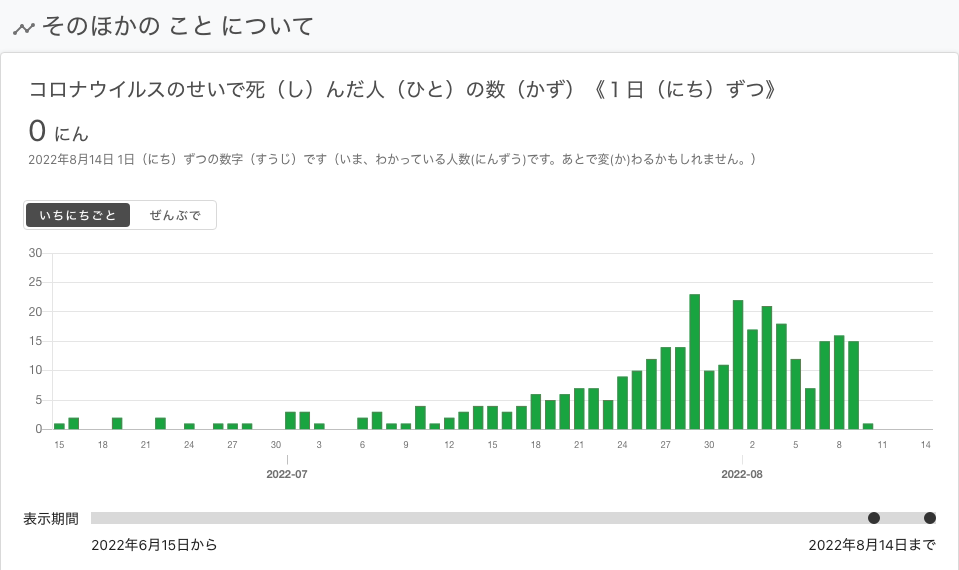 そのほかの こと について
コロナウイルスのせいで死（し）んだ人（ひと）の数（かず）《１日（にち）ずつ》
0 にん
2022年8月14日 1日（にち）ずつの数字（すうじ）です（いま、わかっている人数(にんずう)です。あとで変(か)わるかもしれません。）
いちにちごと ぜんぶで
30
25
20
15
10
5
0
15 18 21 24 27 30 3 6 9 12 15 18 21 24 27 30 2 5 8 11 14
2022-07 2022-08
表示期間
2022年6月15日から 2022年8月14日まで